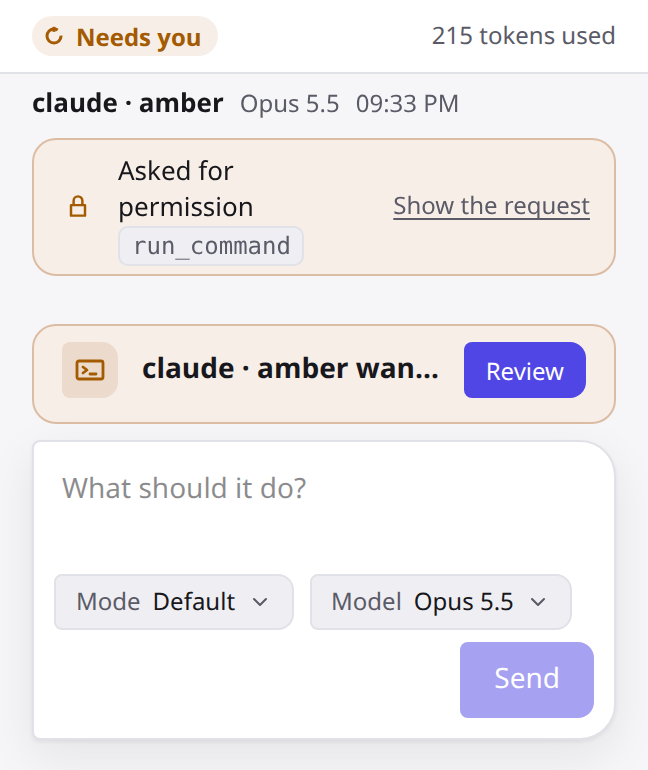 Needs you
215 tokens used
claude · amber Opus 5.5 09:33 PM
Asked for
permission
run_command
Show the request
claude · amber wan...
Review
What should it do?
Mode Default
Model Opus 5.5
Send